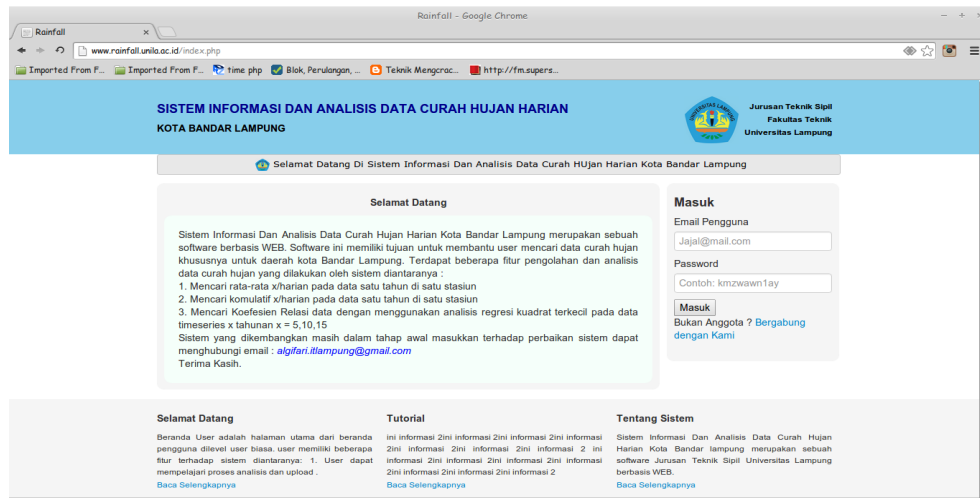 Rainfall - Google Chrome
Rainfall
www.rainfall.unila.ac.id/index.php
Imported From F... Imported From F... time php Blok, Perulangan, ... Teknik Mengcrac... http://fm.supers...
SISTEM INFORMASI DAN ANALISIS DATA CURAH HUJAN HARIAN
KOTA BANDAR LAMPUNG
Jurusan Teknik Sipil
Fakultas Teknik
Universitas Lampung
Selamat Datang Di Sistem Informasi Dan Analisis Data Curah HUjan Harian Kota Bandar Lampung
Selamat Datang
Sistem Informasi Dan Analisis Data Curah Hujan Harian Kota Bandar Lampung merupakan sebuah
software berbasis WEB. Software ini memiliki tujuan untuk membantu user mencari data curah hujan
khususnya untuk daerah kota Bandar Lampung. Terdapat beberapa fitur pengolahan dan analisis
data curah hujan yang dilakukan oleh sistem diantaranya :
1. Mencari rata-rata x/harian pada data satu tahun di satu stasiun
2. Mencari komulatif x/harian pada data satu tahun di satu stasiun
3. Mencari Koefesien Relasi data dengan menggunakan analisis regresi kuadrat terkecil pada data
timeseries x tahunan x = 5,10,15
Sistem yang dikembangkan masih dalam tahap awal masukkan terhadap perbaikan sistem dapat
menghubungi email : algifari.itlampung@gmail.com
Terima Kasih.
Masuk
Email Pengguna
Jajal@mail.com
Password
Contoh: kmzwawn1ay
Masuk
Bukan Anggota ? Bergabung
dengan Kami
Selamat Datang
Beranda User adalah halaman utama dari beranda
pengguna dilevel user biasa. user memiliki beberapa
fitur terhadap sistem diantaranya: 1. User dapat
mempelajari proses analisis dan upload .
Baca Selengkapnya
Tutorial
ini informasi 2ini informasi 2ini informasi 2ini informasi
2ini informasi 2ini informasi 2ini informasi 2 ini
informasi 2ini informasi 2ini informasi 2ini informasi
2ini informasi 2ini informasi 2ini informasi 2
Baca Selengkapnya
Tentang Sistem
Sistem Informasi Dan Analisis Data Curah Hujan
Harian Kota Bandar lampung merupakan sebuah
software Jurusan Teknik Sipil Universitas Lampung
berbasis WEB.
Baca Selengkapnya